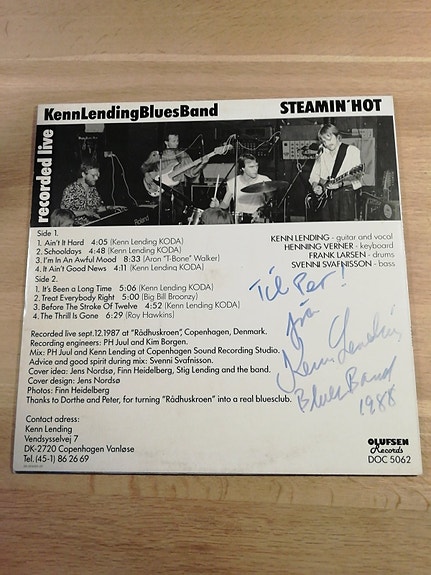 KennLendingBluesBand
STEAMIN'HOT
recorded live
Roland
Side 1.
1. Ain't It Hard 4:05 (Kenn Lending KODA)
2. Schooldays 4:48 (Kenn Lending KODA)
3. I'm In An Awful Mood 8:33 (Aron "T-Bone" Walker)
4. It Ain't Good News 4:11 (Kenn Lending KODA)
Side 2.
1. It's Been a Long Time 5:06 (Kenn Lending KODA)
2. Treat Everybody Right 5:00 (Big Bill Broonzy)
3. Before The Stroke Of Twelve 4:52 (Kenn Lending KODA)
4. The Thrill Is Gone 6:29 (Roy Hawkins)
KENN LENDING - guitar and vocal
HENNING VERNER - keyboard
FRANK LARSEN - drums
SVENNI SVAFNISSON - bass
Til Per!
fra
Kenn Lending
Blues Band
1988
Recorded live sept.12.1987 at "Rådhuskroen", Copenhagen, Denmark.
Recording engineers: PH Juul and Kim Borgen.
Mix: PH Juul and Kenn Lending at Copenhagen Sound Recording Studio.
Advice and good spirit during mix: Svenni Svafnisson.
Cover idea: Jens Nordsø, Finn Heidelberg, Stig Lending and the band.
Cover design: Jens Nordsø
Photos: Finn Heidelberg
Thanks to Dorthe and Peter, for turning "Rådhuskroen" into a real bluesclub.
Contact adress:
Kenn Lending
Vendsysselvej 7
DK-2720 Copenhagen Vanløse
Tel. (45-1) 86 26 69
OLUFSEN
Records
DOC 5062